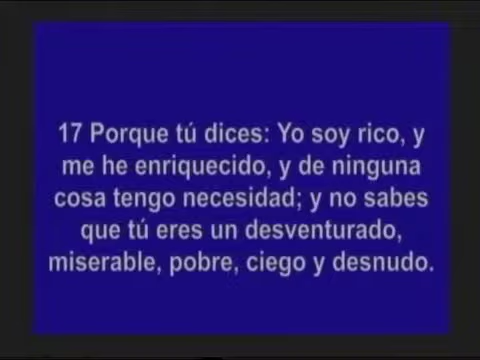 17 Porque tú dices: Yo soy rico, y
me he enriquecido, y de ninguna
cosa tengo necesidad; y no sabes
que tú eres un desventurado,
miserable, pobre, ciego y desnudo.